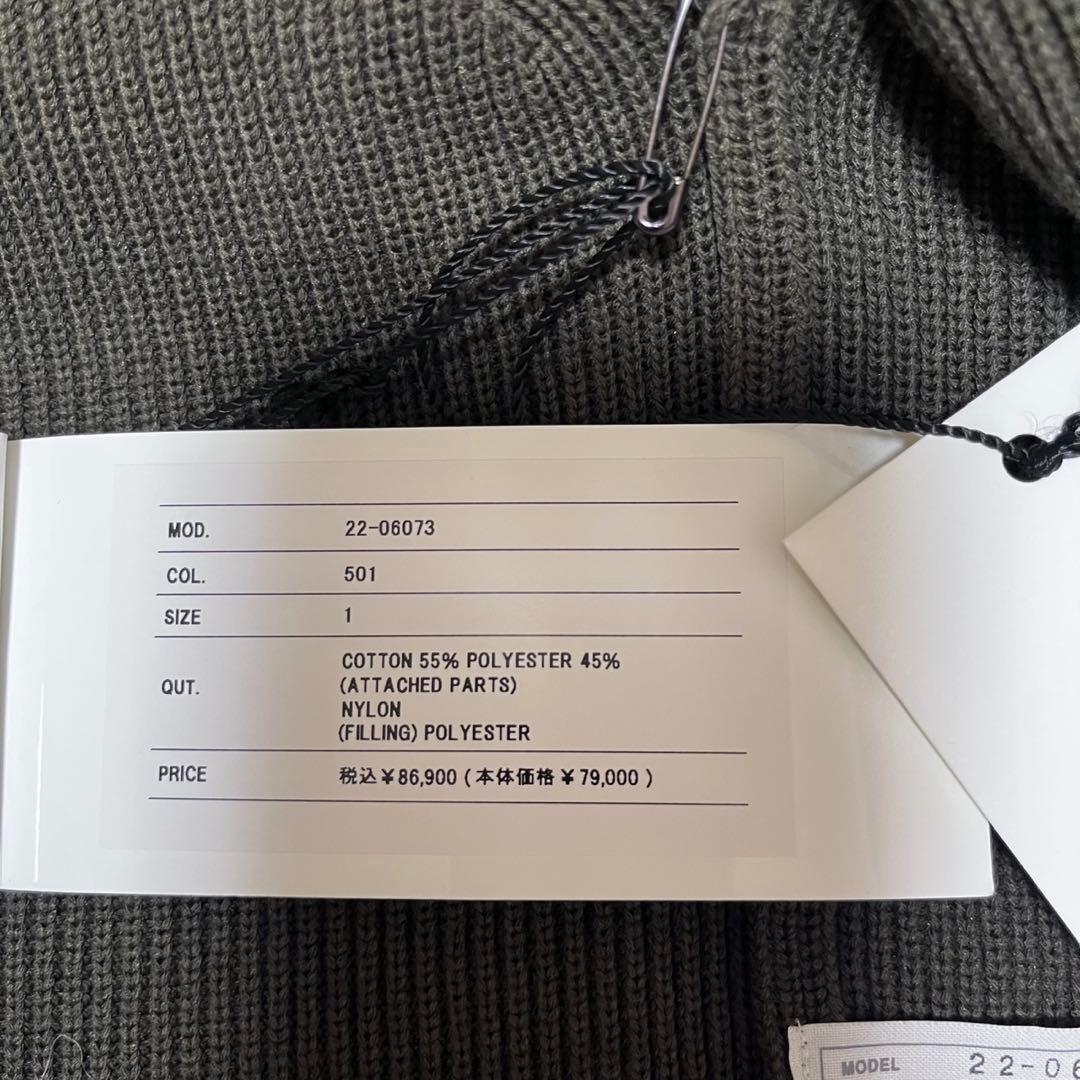 MOD. 22-06073
COL. 501
SIZE 1
QUT. COTTON 55% POLYESTER 45%
(ATTACHED PARTS)
NYLON
(FILLING) POLYESTER
PRICE 税込¥86,900 (本体価格¥79,000)
MODEL 22-06